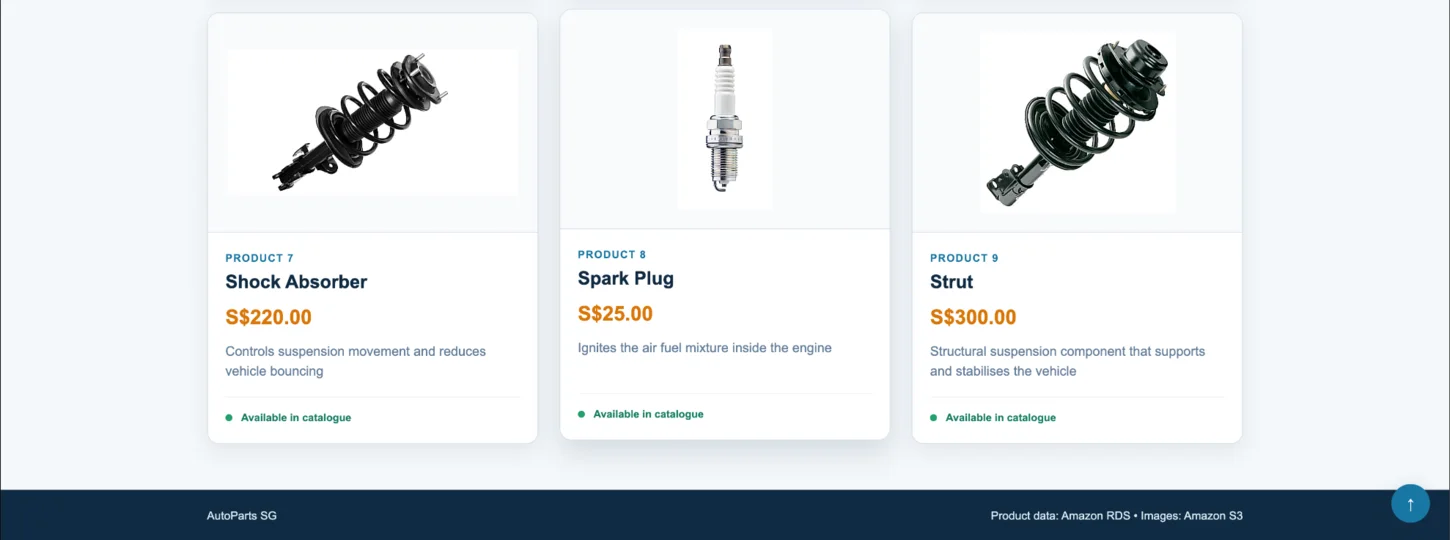 PRODUCT 7
Shock Absorber
S$220.00
Controls suspension movement and reduces
vehicle bouncing
Available in catalogue
PRODUCT 8
Spark Plug
S$25.00
Ignites the air fuel mixture inside the engine
Available in catalogue
PRODUCT 9
Strut
S$300.00
Structural suspension component that supports
and stabilises the vehicle
Available in catalogue
AutoParts SG
Product data: Amazon RDS • Images: Amazon S3
↑